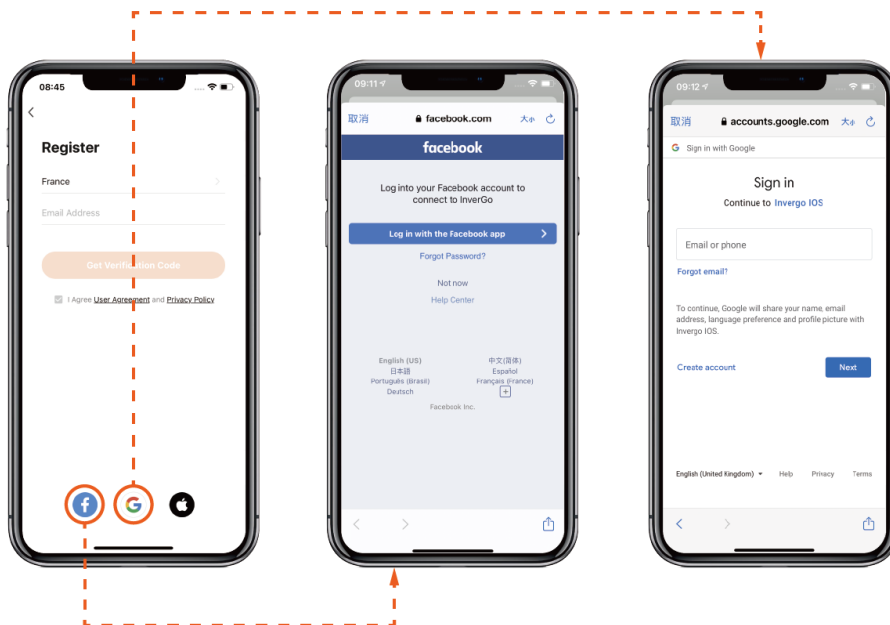 08:45
Register
France
Email Address
Get Verification Code
I Agree User Agreement and Privacy Policy
09:11
取消
facebook.com
大小
facebook
Log into your Facebook account to
connect to InverGo
Log in with the Facebook app
Forgot Password?
Not now
Help Center
English (US)
中文(简体)
日本語
Español
Português (Brasil)
Français (France)
Deutsch
Facebook Inc.
09:12
取消
accounts.google.com
大小
G Sign in with Google
Sign in
Continue to Invergo IOS
Email or phone
Forgot email?
To continue, Google will share your name, email
address, language preference and profile picture with
Invergo IOS.
Create account
Next
English (United Kingdom)
Help
Privacy
Terms